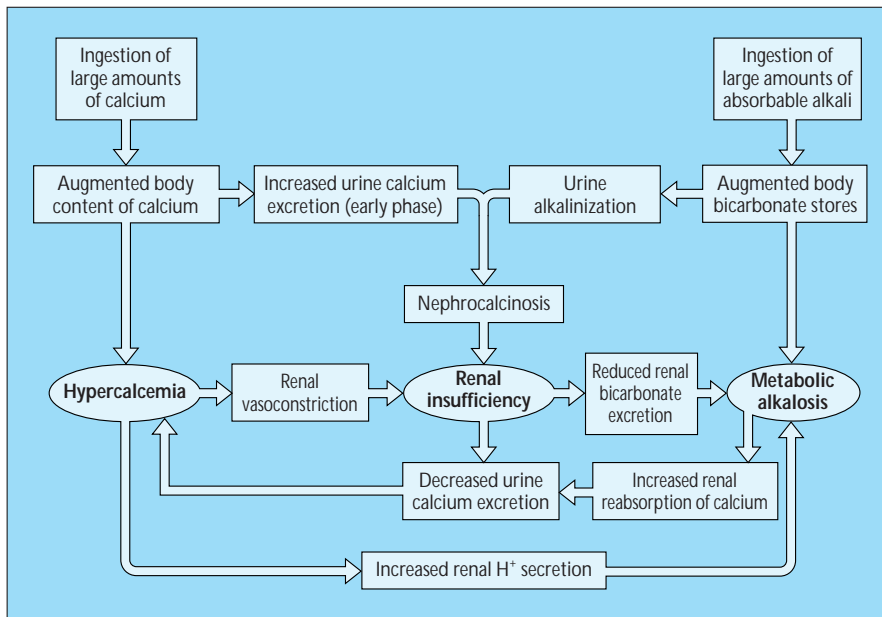 Ingestion of
large amounts
of calcium
Ingestion of
large amounts of
absorbable alkali
Augmented body
content of calcium
Increased urine calcium
excretion (early phase)
Urine
alkalinization
Augmented body
bicarbonate stores
Nephrocalcinosis
Hypercalcemia
Renal
vasoconstriction
Renal
insufficiency
Reduced renal
bicarbonate
excretion
Metabolic
alkalosis
Decreased urine
calcium excretion
Increased renal
reabsorption of calcium
Increased renal H⁺ secretion